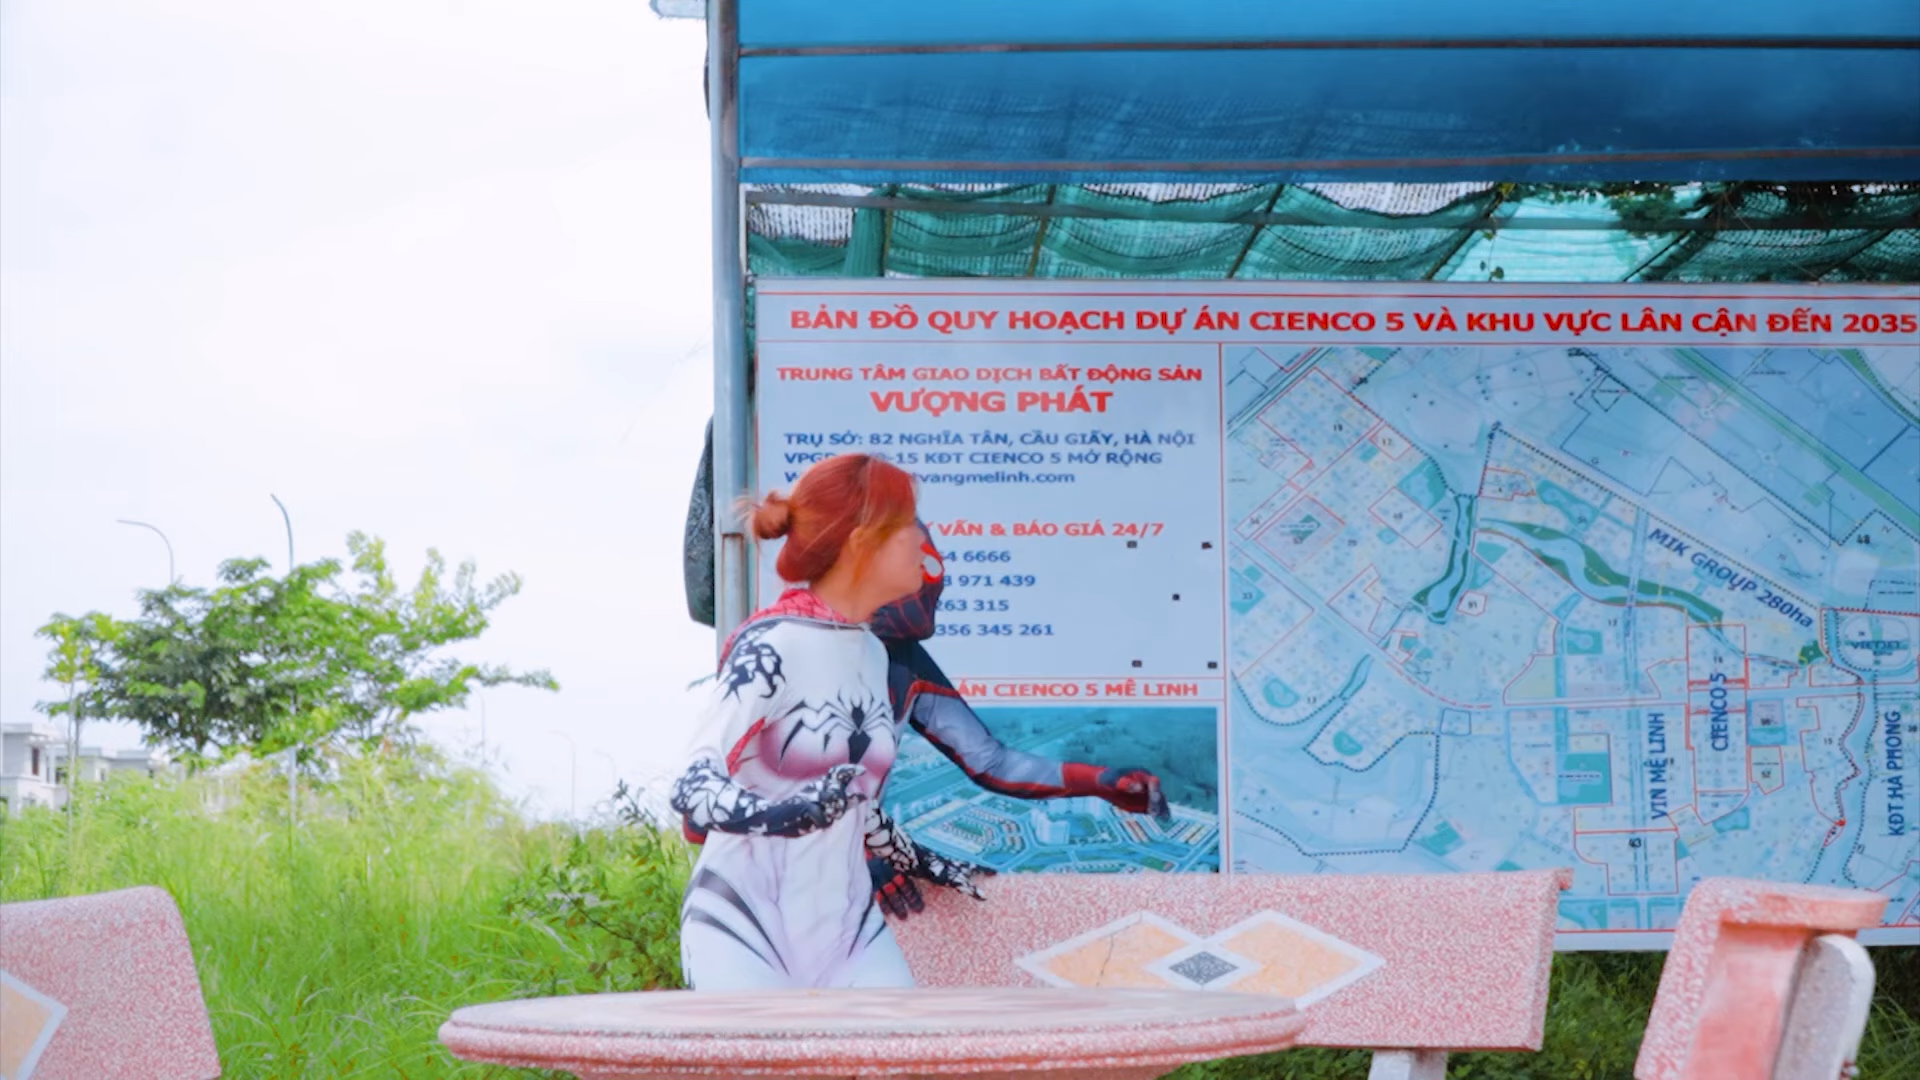 BẢN ĐỒ QUY HOẠCH DỰ ÁN CIENCO 5 VÀ KHU VỰC LÂN CẬN ĐẾN 2035
TRUNG TÂM GIAO DỊCH BẤT ĐỘNG SẢN
VƯỢNG PHÁT
TRỤ SỞ: 82 NGHĨA TÂN, CẦU GIẤY, HÀ NỘI
-15 KĐT CIENCO 5 MỞ RỘNG
tvangmelinh.com
VẤN & BÁO GIÁ 24/7
54 6666
971 439
263 315
356 345 261
ÁN CIENCO 5 MÊ LINH
MIK GROUP 280ha
VIN MÊ LINH
CIENCO 5
KĐT HÀ PHONG